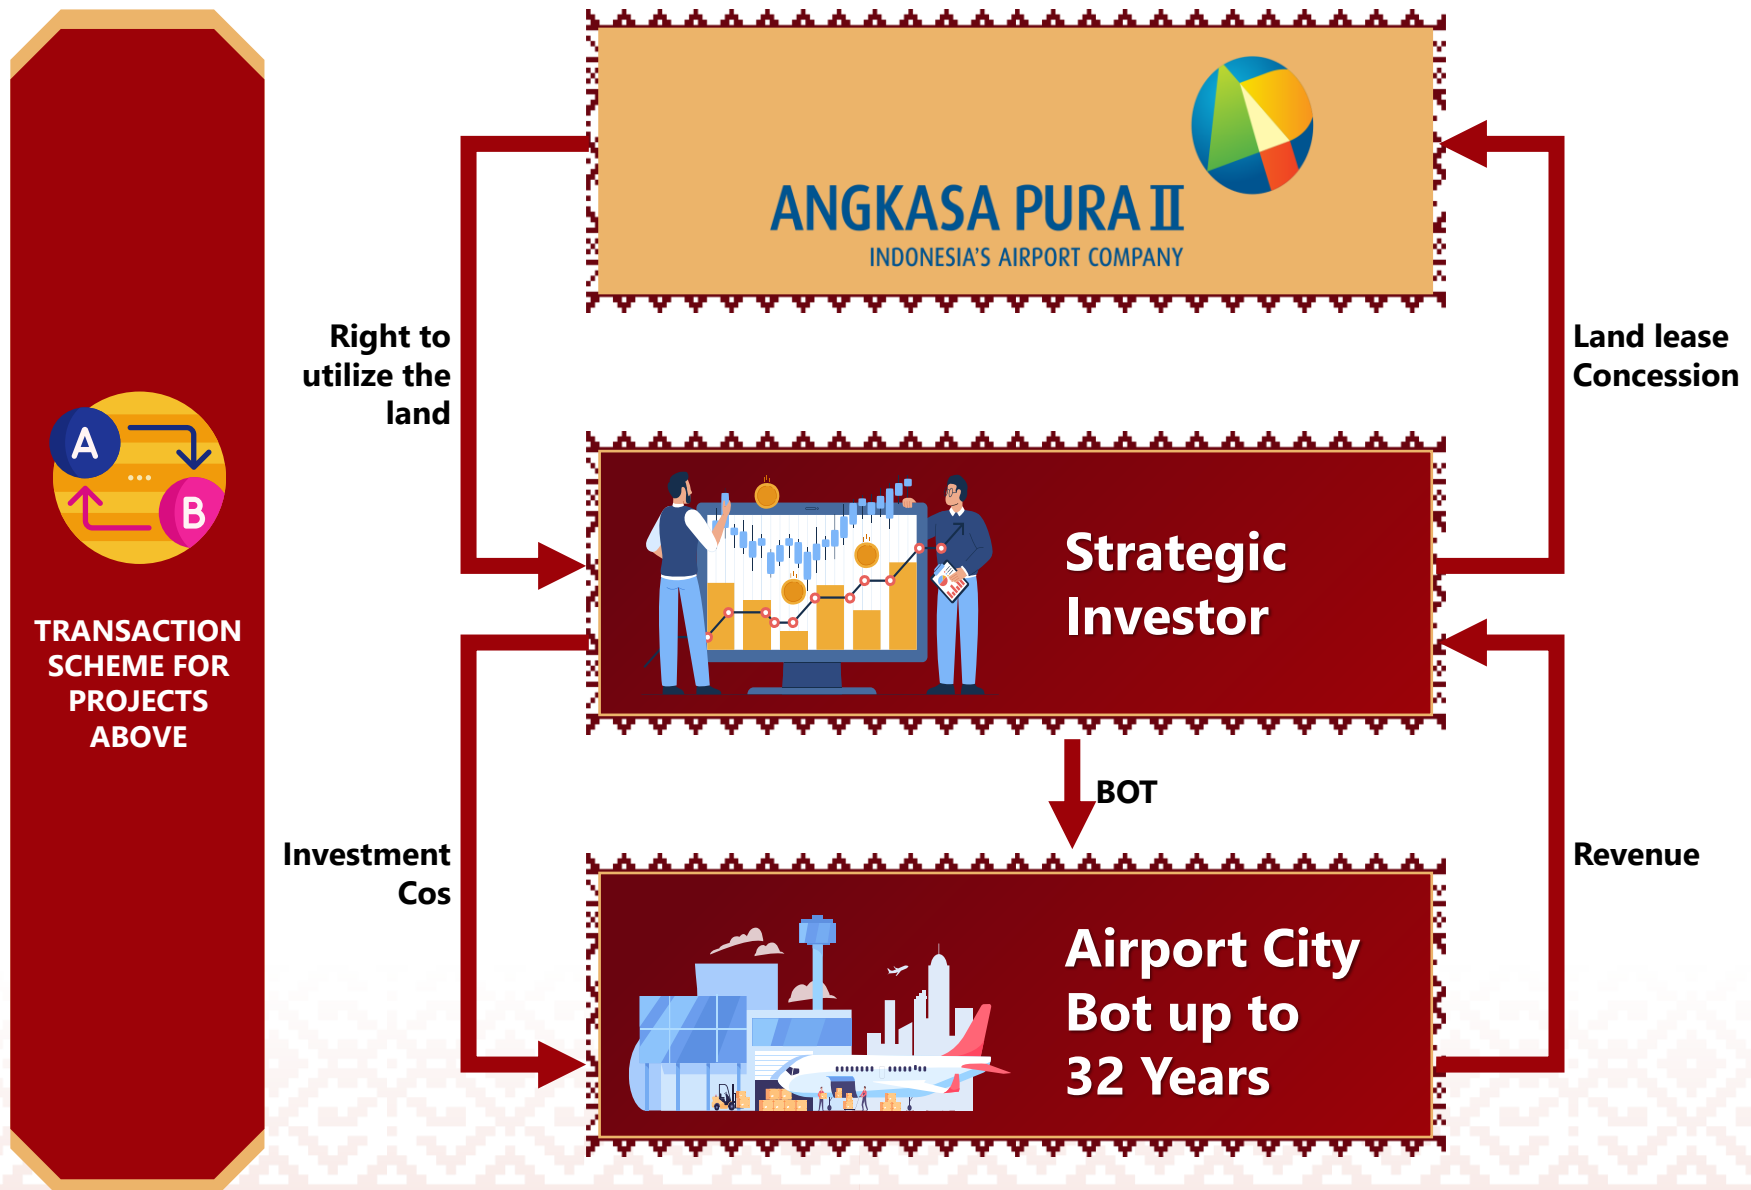 A
B
TRANSACTION
SCHEME FOR
PROJECTS
ABOVE
ANGKASA PURA II
INDONESIA'S AIRPORT COMPANY
Right to
utilize the
land
Land lease
Concession
Strategic
Investor
BOT
Investment
Cos
Revenue
Airport City
Bot up to
32 Years